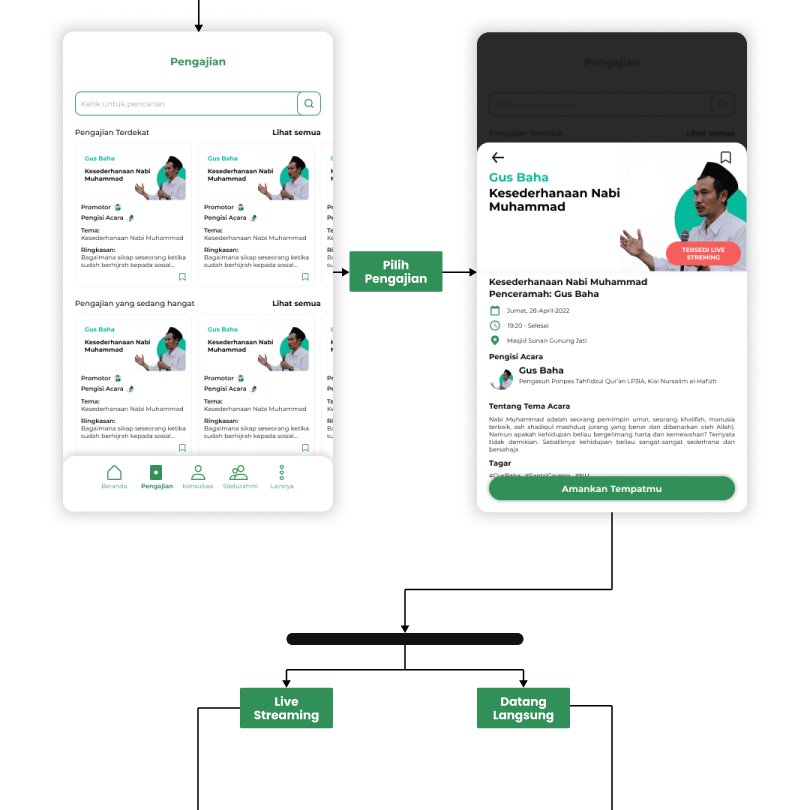 Pengajian
Ketik untuk pencarian
Pengajian Terdekat
Lihat semua
Gus Baha
Kesederhanaan Nabi
Muhammad
Promotor
Pengisi Acara
Tema:
Kesederhanaan Nabi Muhammad
Ringkasan:
Bagaimana sikap seseorang ketika
sudah berhijrah kepada sosial...
Gus Baha
Kesederhanaan Nabi
Muhammad
Promotor
Pengisi Acara
Tema:
Kesederhanaan Nabi Muhammad
Ringkasan:
Bagaimana sikap seseorang ketika
sudah berhijrah kepada sosial...
Pengajian yang sedang hangat
Lihat semua
Gus Baha
Kesederhanaan Nabi
Muhammad
Promotor
Pengisi Acara
Tema:
Kesederhanaan Nabi Muhammad
Ringkasan:
Bagaimana sikap seseorang ketika
sudah berhijrah kepada sosial...
Gus Baha
Kesederhanaan Nabi
Muhammad
Promotor
Pengisi Acara
Tema:
Kesederhanaan Nabi Muhammad
Ringkasan:
Bagaimana sikap seseorang ketika
sudah berhijrah kepada sosial...
Beranda
Pengajian
Konsultasi
Silaturahmi
Lainnya
Pilih
Pengajian
Pengajian
Pengajian Terdekat
Lihat semua
Gus Baha
Kesederhanaan Nabi
Muhammad
TERSEDI LIVE
STREMING
Kesederhanaan Nabi Muhammad
Penceramah: Gus Baha
Jumat, 28-April-2022
19:20 - Selesai
Masjid Sunan Gunung Jati
Pengisi Acara
Gus Baha
Pengasuh Ponpes Tahfidzul Qur'an LP3IA, Kiai Nursalim al-Hafizh
Tentang Tema Acara
Nabi Muhammad adalah seorang pemimpin umat, seorang khalifah, manusia
terbaik, ash shadiqul mashduq (orang yang benar dan dibenarkan oleh Allah).
Namun apakah kehidupan beliau bergelimang harta dan kemewahan? Ternyata
tidak demikian. Sebaliknya kehidupan beliau sangat-sangat sederhana dan
bersahaja
Tagar
#GusBaha #SantriGayeng #NU
Amankan Tempatmu
Live
Streaming
Datang
Langsung